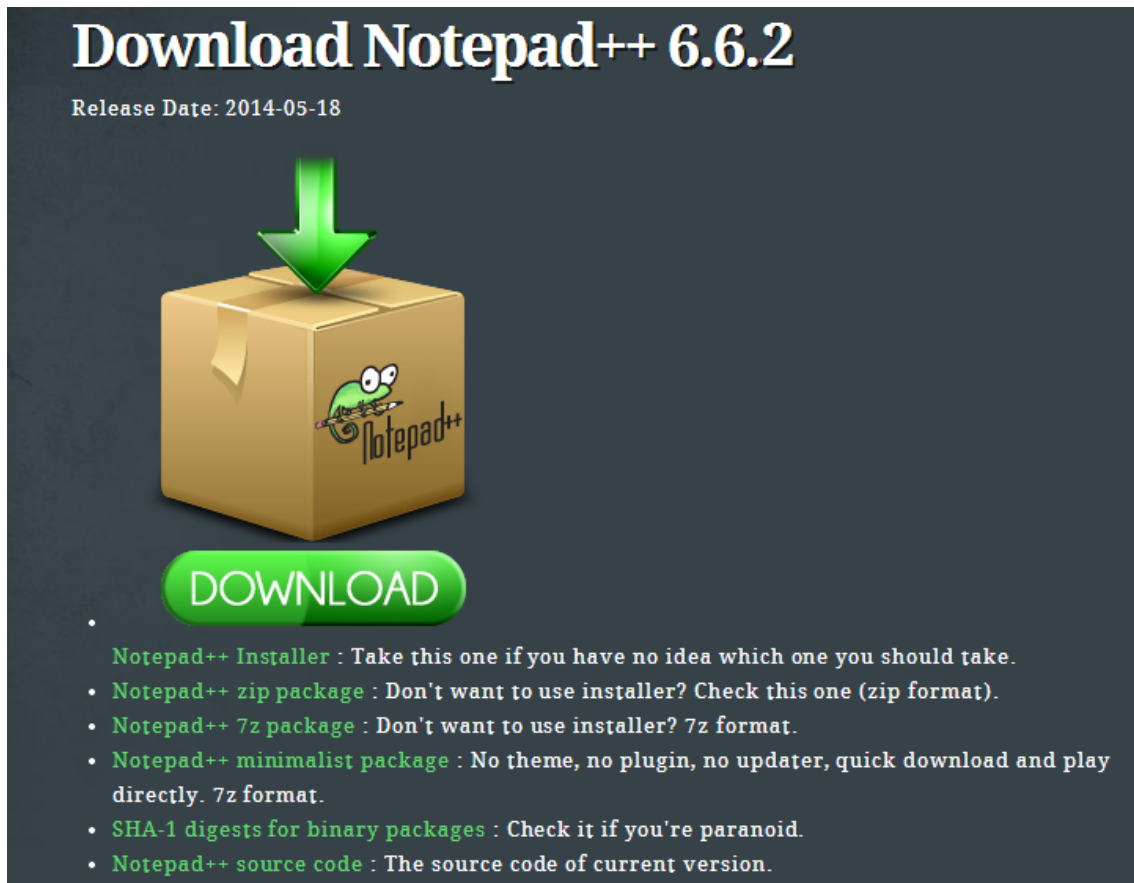 Download Notepad++ 6.6.2
Release Date: 2014-05-18
Notepad++
DOWNLOAD
Notepad++ Installer : Take this one if you have no idea which one you should take.
Notepad++ zip package : Don't want to use installer? Check this one (zip format).
Notepad++ 7z package : Don't want to use installer? 7z format.
Notepad++ minimalist package : No theme, no plugin, no updater, quick download and play
directly. 7z format.
SHA-1 digests for binary packages : Check it if you're paranoid.
Notepad++ source code : The source code of current version.